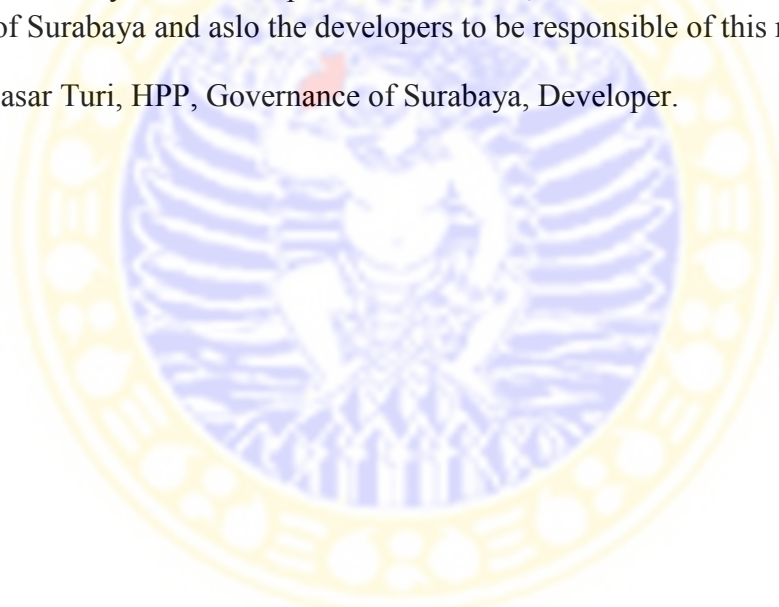 of Surabaya and aslo the developers to be responsible of this
asar Turi, HPP, Governance of Surabaya, Developer.